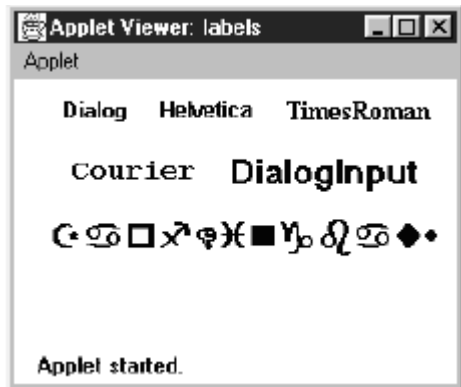 Applet Viewer: labels
Applet
Dialog Helvetica TimesRoman
Courier DialogInput
☪♋□♐👎♓■♑♌♋◆•
Applet started.